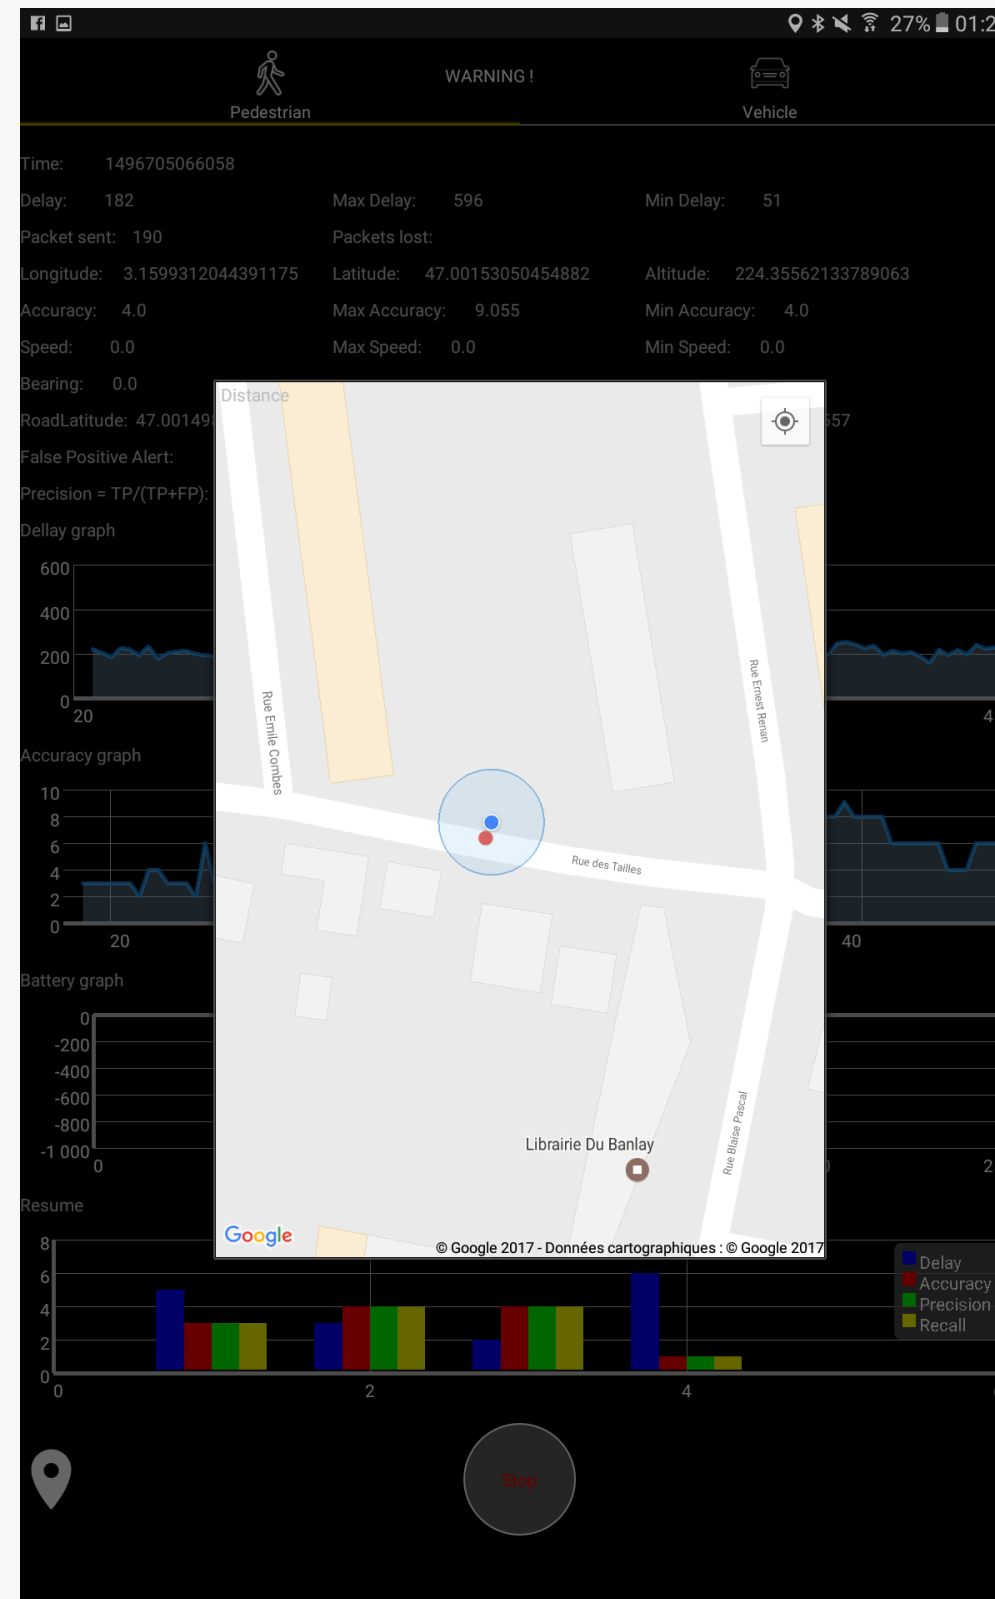 27% 01:2
Pedestrian WARNING ! Vehicle
Time: 1496705066058
Delay: 182 Max Delay: 596 Min Delay: 51
Packet sent: 190 Packets lost:
Longitude: 3.1599312044391175 Latitude: 47.00153050454882 Altitude: 224.35562133789063
Accuracy: 4.0 Max Accuracy: 9.055 Min Accuracy: 4.0
Speed: 0.0 Max Speed: 0.0 Min Speed: 0.0
Bearing: 0.0
Distance
RoadLatitude: 47.00149 557
False Positive Alert:
Precision = TP/(TP+FP):
Dellay graph
600
400
200
0
20 4
Rue Emile Combes
Rue Ernest Renan
Accuracy graph
10
8
6
4
2
0
20 40
Rue des Tailles
Battery graph
0
-200
-400
-600
-800
-1 000
0 2
Librairie Du Banlay
Rue Blaise Pascal
Resume
Google
© Google 2017 - Données cartographiques : © Google 2017
8
6
4
2
0
0 2 4
Delay
Accuracy
Precision
Recall
Stop